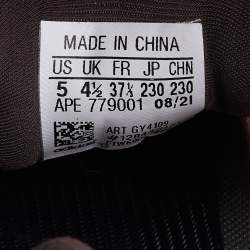 MADE IN CHINA
US UK FR JP CHN
5 4½ 37⅓ 230 230
APE 779001 08/21
ART GY4109
adidas